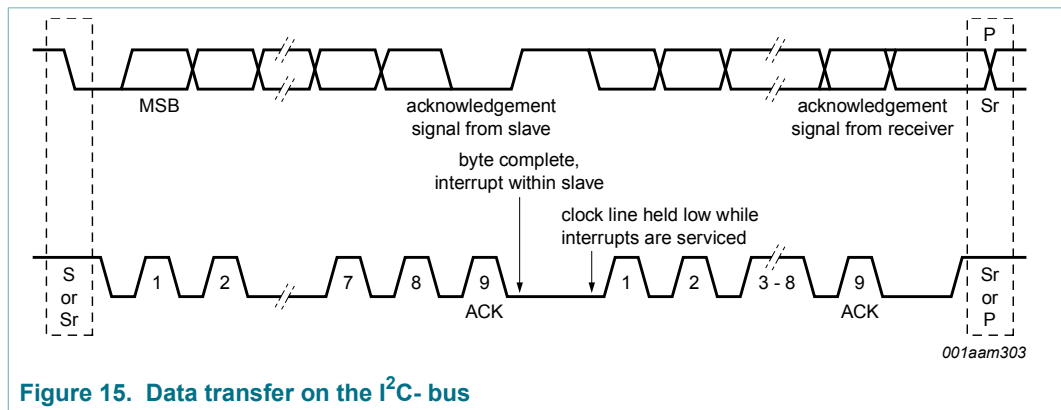 P
MSB
acknowledgement
signal from slave
acknowledgement
signal from receiver
Sr
byte complete,
interrupt within slave
clock line held low while
interrupts are serviced
S
or
Sr
1
2
7
8
9
ACK
1
2
3 - 8
9
ACK
Sr
or
P
001aam303
Figure 15. Data transfer on the I²C- bus